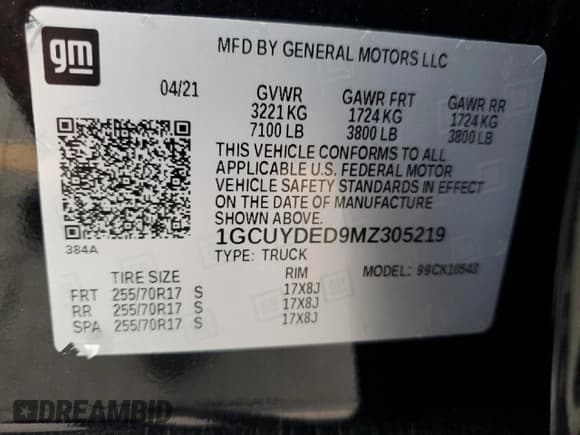 gm
MFD BY GENERAL MOTORS LLC
04/21 GVWR GAWR FRT GAWR RR
3221 KG 1724 KG 1724 KG
7100 LB 3800 LB 3800 LB
THIS VEHICLE CONFORMS TO ALL
APPLICABLE U.S. FEDERAL MOTOR
VEHICLE SAFETY STANDARDS IN EFFECT
ON THE DATE OF MANUFACTURE
SHOWN ABOVE.
384A
1GCUYDED9MZ305219
TYPE: TRUCK MODEL: 99CK10543
TIRE SIZE RIM
FRT 255/70R17 S 17X8J
RR 255/70R17 S 17X8J
SPA 255/70R17 S 17X8J
DREAMBID